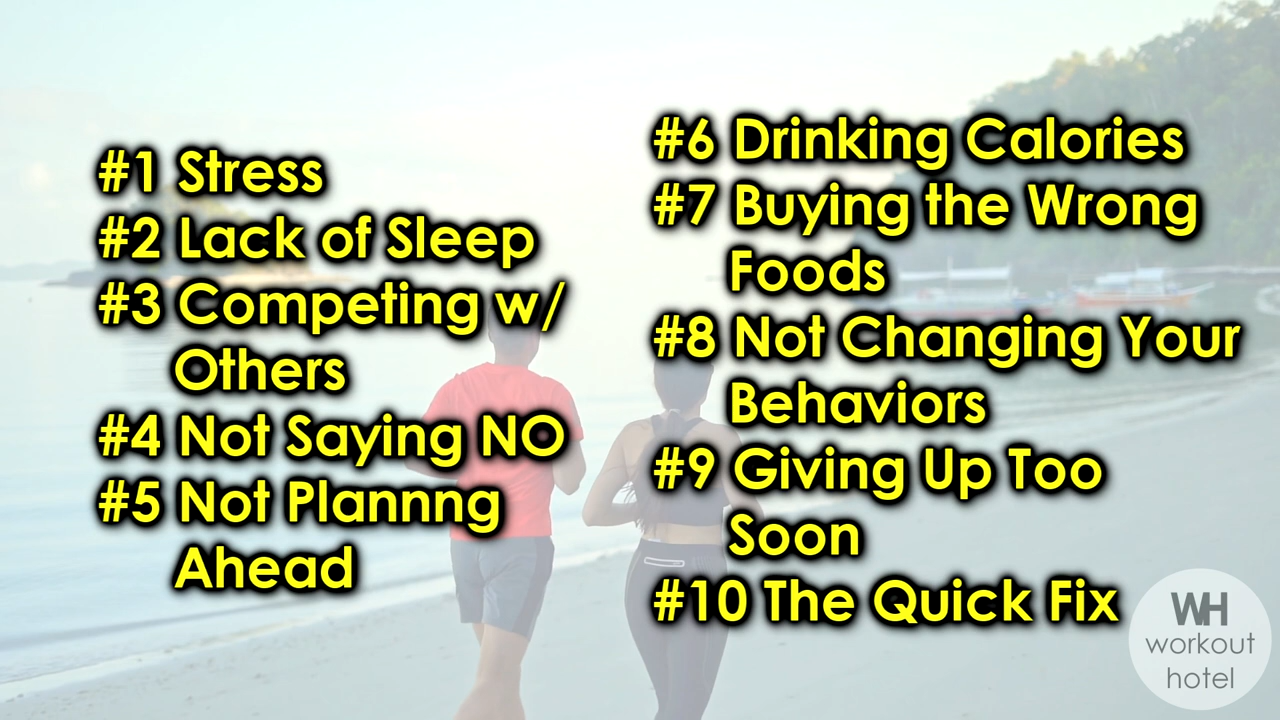 #1 Stress
#2 Lack of Sleep
#3 Competing w/
Others
#4 Not Saying NO
#5 Not Plannng
Ahead
#6 Drinking Calories
#7 Buying the Wrong
Foods
#8 Not Changing Your
Behaviors
#9 Giving Up Too
Soon
#10 The Quick Fix
WH
workout
hotel